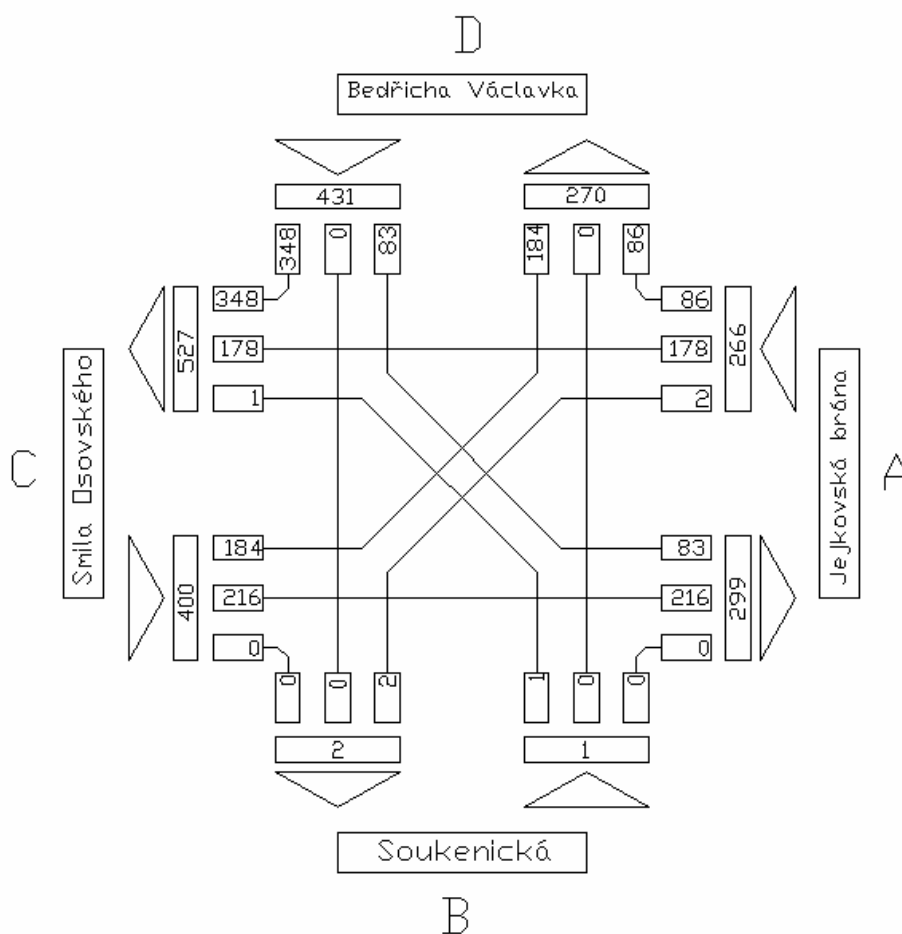 D
Bedřicha Václavka
431 270
348 0 83 184 0 86
348 86
527 178 178 266
1 2
C Smila Osovského Jejkovská brána A
184 83
400 216 216 299
0 0
0 0 2 1 0 0
2 1
Soukenická
B